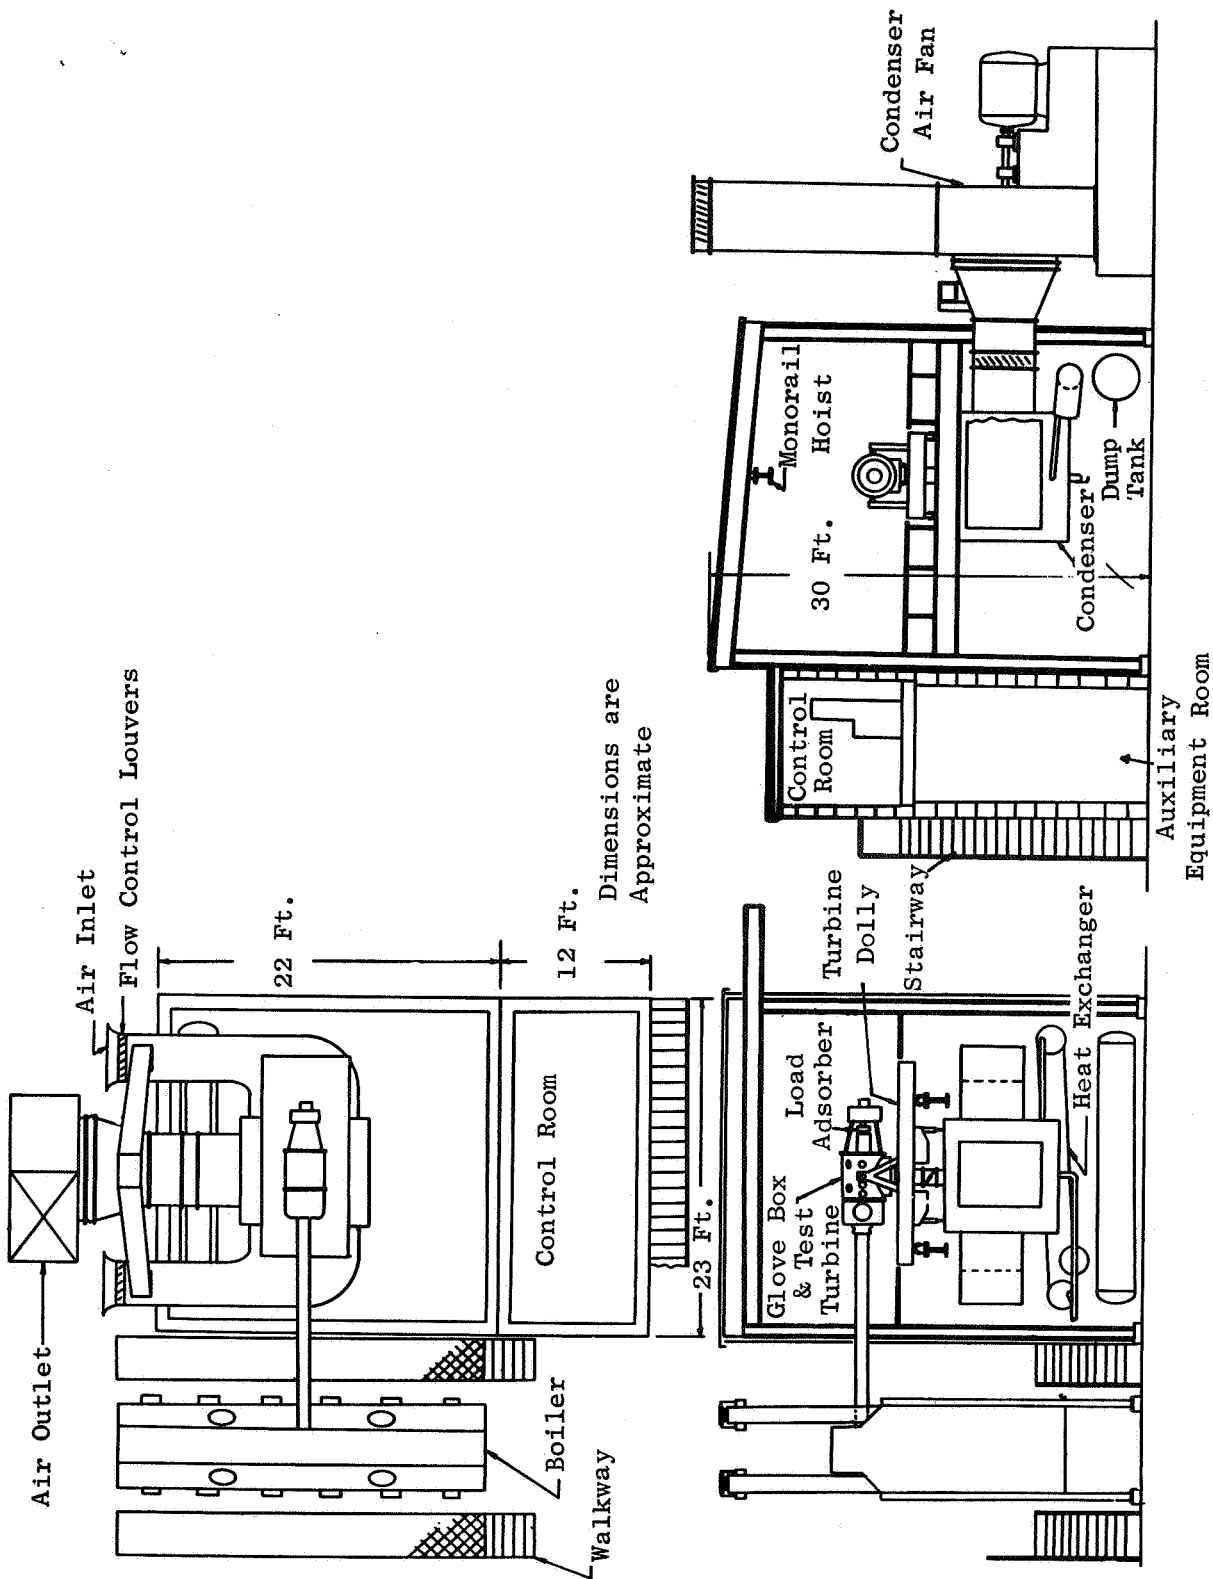 Air Outlet
Air Inlet
Flow Control Louvers
22 Ft.
12 Ft.
Dimensions are
Approximate
Control Room
23 Ft.
Boiler
Walkway
Glove Box
& Test
Turbine
Load
Adsorber
Turbine
Dolly
Stairway
Heat Exchanger
Control
Room
Auxiliary
Equipment Room
30 Ft.
Monorail
Hoist
Condenser
Dump
Tank
Condenser
Air Fan